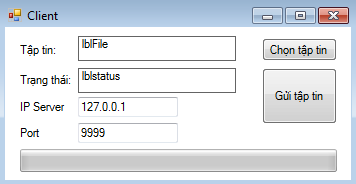 Client
Tập tin: lblFile Chọn tập tin
Trạng thái: lblstatus Gửi tập tin
IP Server 127.0.0.1
Port 9999